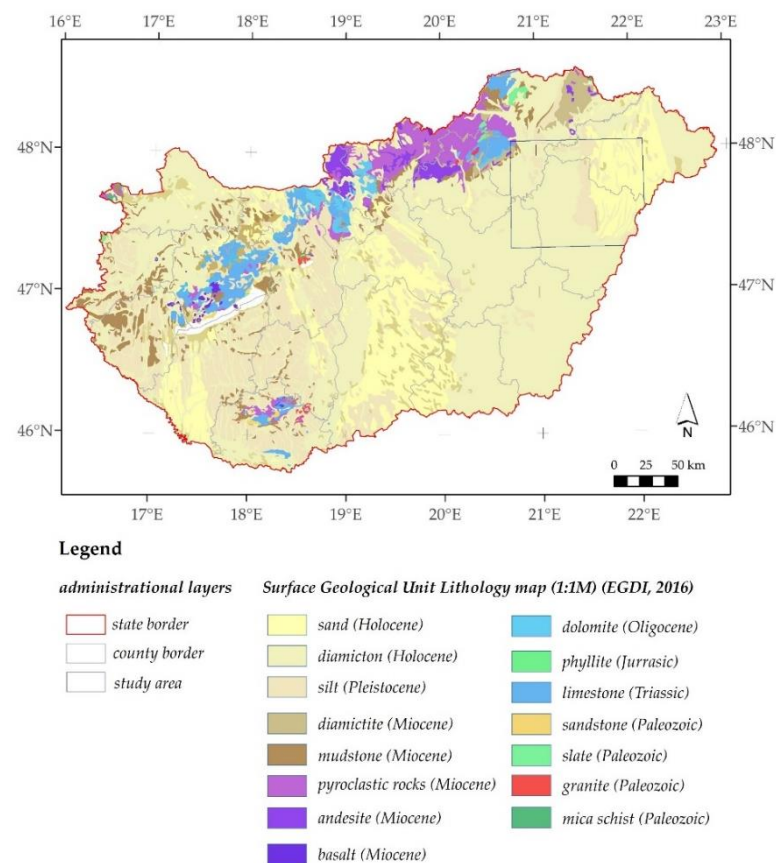 16°E 17°E 18°E 19°E 20°E 21°E 22°E 23°E
48°N 48°N
47°N 47°N
46°N 46°N
N
0 25 50 km
17°E 18°E 19°E 20°E 21°E 22°E
Legend
administrational layers
state border
county border
study area
Surface Geological Unit Lithology map (1:1M) (EGDI, 2016)
sand (Holocene)
diamicton (Holocene)
silt (Pleistocene)
diamictite (Miocene)
mudstone (Miocene)
pyroclastic rocks (Miocene)
andesite (Miocene)
basalt (Miocene)
dolomite (Oligocene)
phyllite (Jurrasic)
limestone (Triassic)
sandstone (Paleozoic)
slate (Paleozoic)
granite (Paleozoic)
mica schist (Paleozoic)